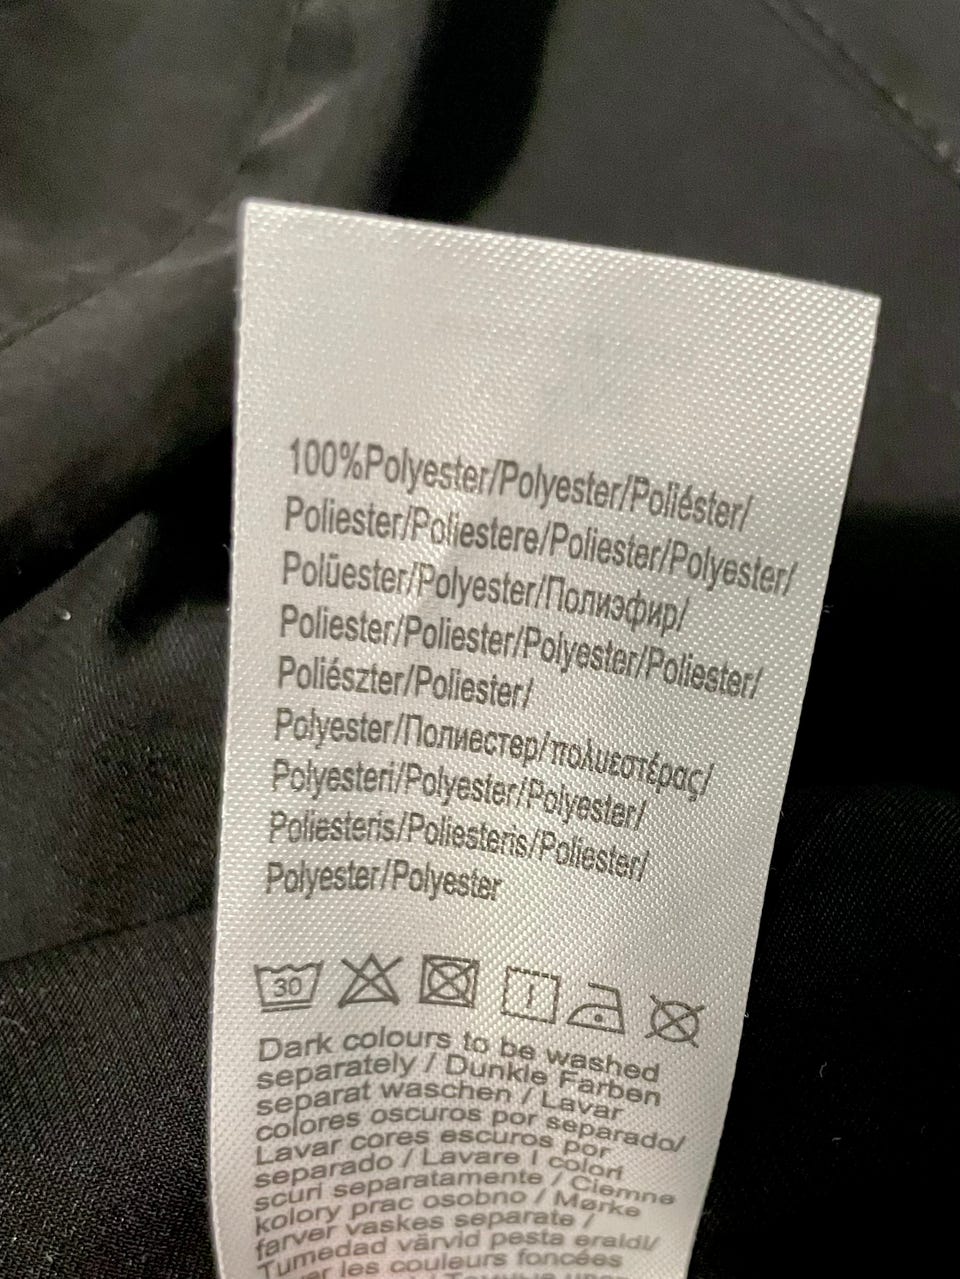 100%Polyester/Polyester/Poliéster/
Poliester/Poliestere/Poliester/Polyester/
Polüester/Polyester/Полиэфир/
Poliester/Poliester/Polyester/Poliester/
Poliészter/Poliester/
Polyester/Полиестер/πολυεστέρας/
Polyesteri/Polyester/Polyester/
Poliesteris/Poliesteris/Poliester/
Polyester/Polyester
30
Dark colours to be washed
separately / Dunkle Farben
separat waschen / Lavar
colores oscuros por separado/
Lavar cores escuros por
separado / Lavare I colori
scuri separatamente / Ciemne
kolory prac osobno / Mørke
farver vaskes separate /
Tumedad värvid pesta eraldi/
les couleurs foncées